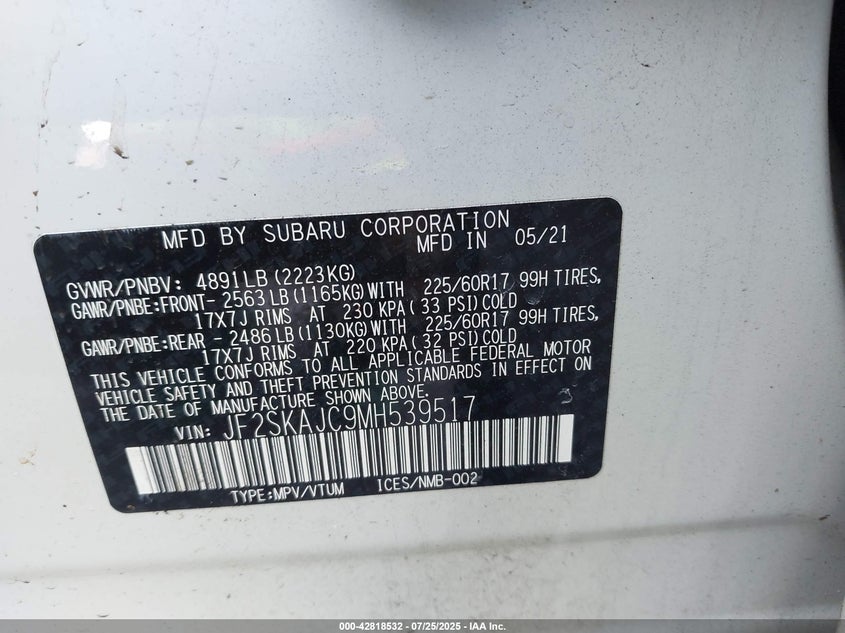 MFD BY SUBARU CORPORATION
MFD IN 05/21
GVWR/PNBV: 4891LB (2223KG)
GAWR/PNBE:FRONT- 2563LB (1165KG) WITH 225/60R17 99H TIRES,
17X7J RIMS AT 230 KPA (33 PSI) COLD
GAWR/PNBE:REAR - 2486LB (1130KG) WITH 225/60R17 99H TIRES,
17X7J RIMS AT 220 KPA (32 PSI) COLD
THIS VEHICLE CONFORMS TO ALL APPLICABLE FEDERAL MOTOR
VEHICLE SAFETY AND THEFT PREVENTION STANDARDS IN EFFECT ON
THE DATE OF MANUFACTURE SHOWN ABOVE. 3
VIN: JF2SKAJC9MH539517
TYPE:MPV/VTUM ICES/NMB-002
000-42818532 - 07/25/2025 - IAA Inc.